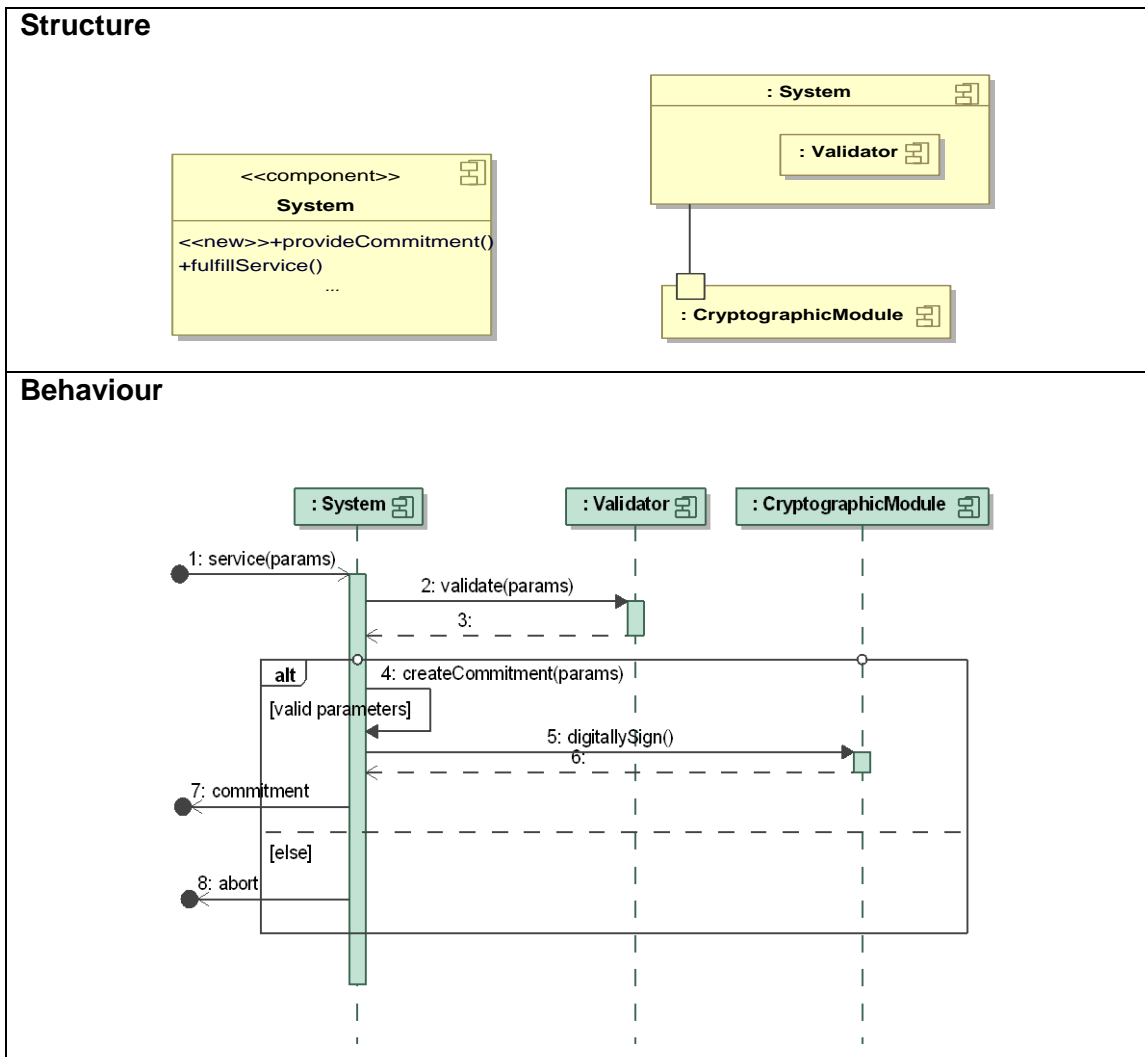 Structure
<<component>>
System
<<new>>+provideCommitment()
+fulfillService()
...
: System
: Validator
: CryptographicModule
Behaviour
: System
: Validator
: CryptographicModule
1: service(params)
2: validate(params)
3:
alt
4: createCommitment(params)
[valid parameters]
5: digitallySign()
6:
7: commitment
[else]
8: abort